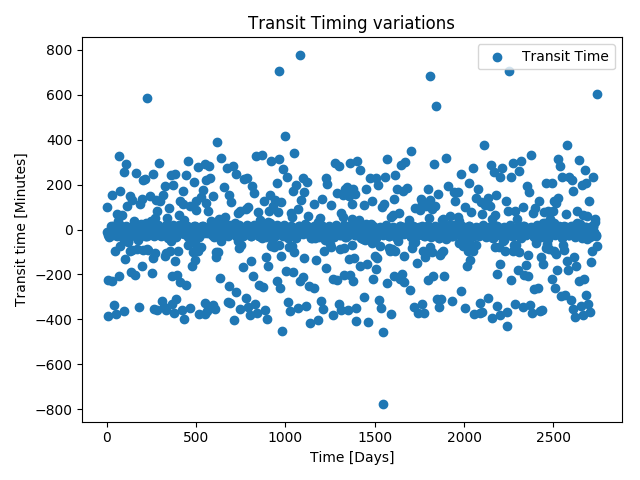 Transit Timing variations
Transit Time
Transit time [Minutes]
800
600
400
200
0
−200
−400
−600
−800
0 500 1000 1500 2000 2500
Time [Days]